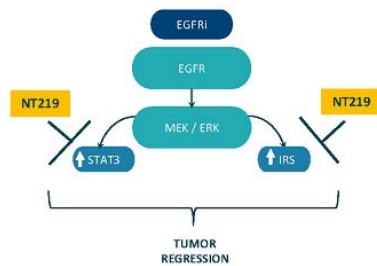 EGFRi
EGFR
NT219
NT219
MEK / ERK
STAT3
IRS
TUMOR
REGRESSION